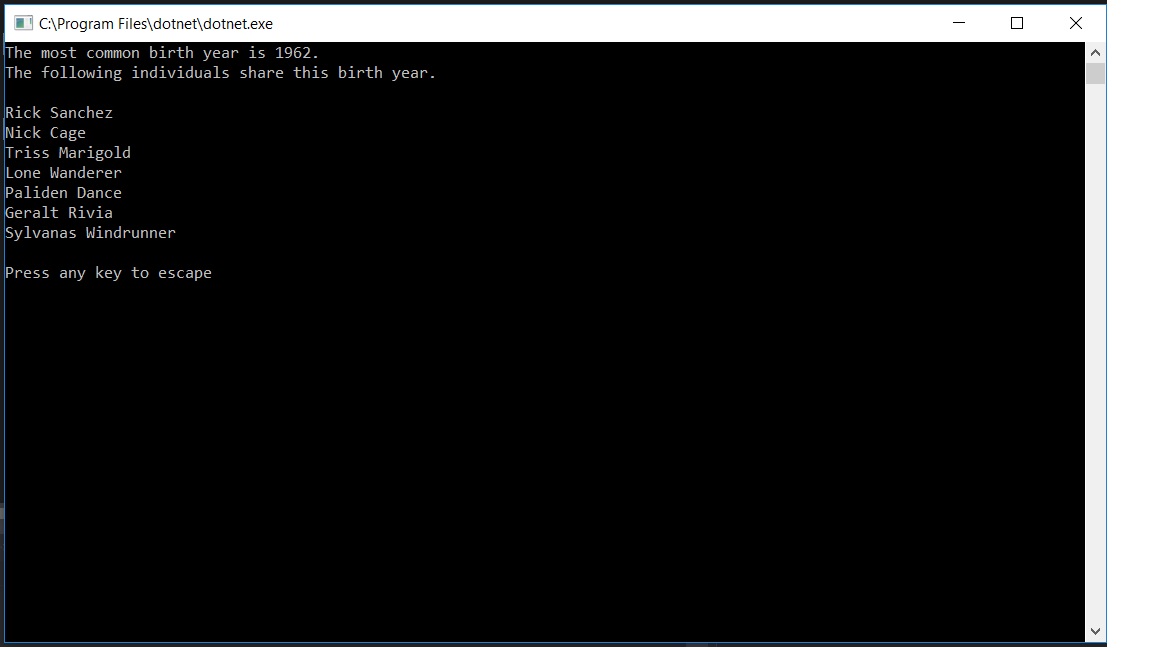 C:\Program Files\dotnet\dotnet.exe
The most common birth year is 1962.
The following individuals share this birth year.
Rick Sanchez
Nick Cage
Triss Marigold
Lone Wanderer
Paliden Dance
Geralt Rivia
Sylvanas Windrunner
Press any key to escape